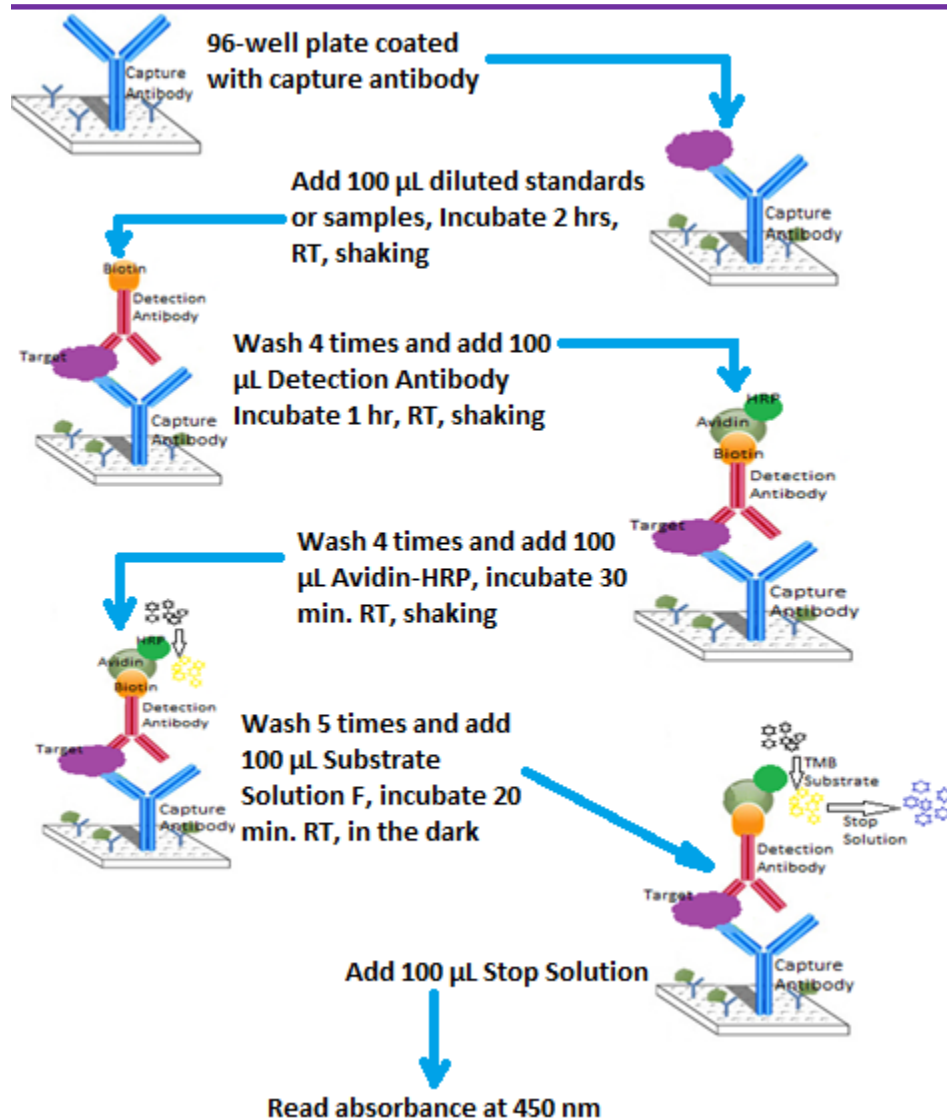 96-well plate coated
with capture antibody
Capture
Antibody
Capture
Antibody
Add 100 µL diluted standards
or samples, Incubate 2 hrs,
RT, shaking
Biotin
Detection
Antibody
Target
Capture
Antibody
Wash 4 times and add 100
µL Detection Antibody
Incubate 1 hr, RT, shaking
HRP
Avidin
Biotin
Detection
Antibody
Target
Capture
Antibody
Wash 4 times and add 100
µL Avidin-HRP, incubate 30
min. RT, shaking
HRP
Avidin
Biotin
Detection
Antibody
Target
Capture
Antibody
Wash 5 times and add
100 µL Substrate
Solution F, incubate 20
min. RT, in the dark
TMB
Substrate
Stop
Solution
Detection
Antibody
Target
Capture
Antibody
Add 100 µL Stop Solution
Read absorbance at 450 nm